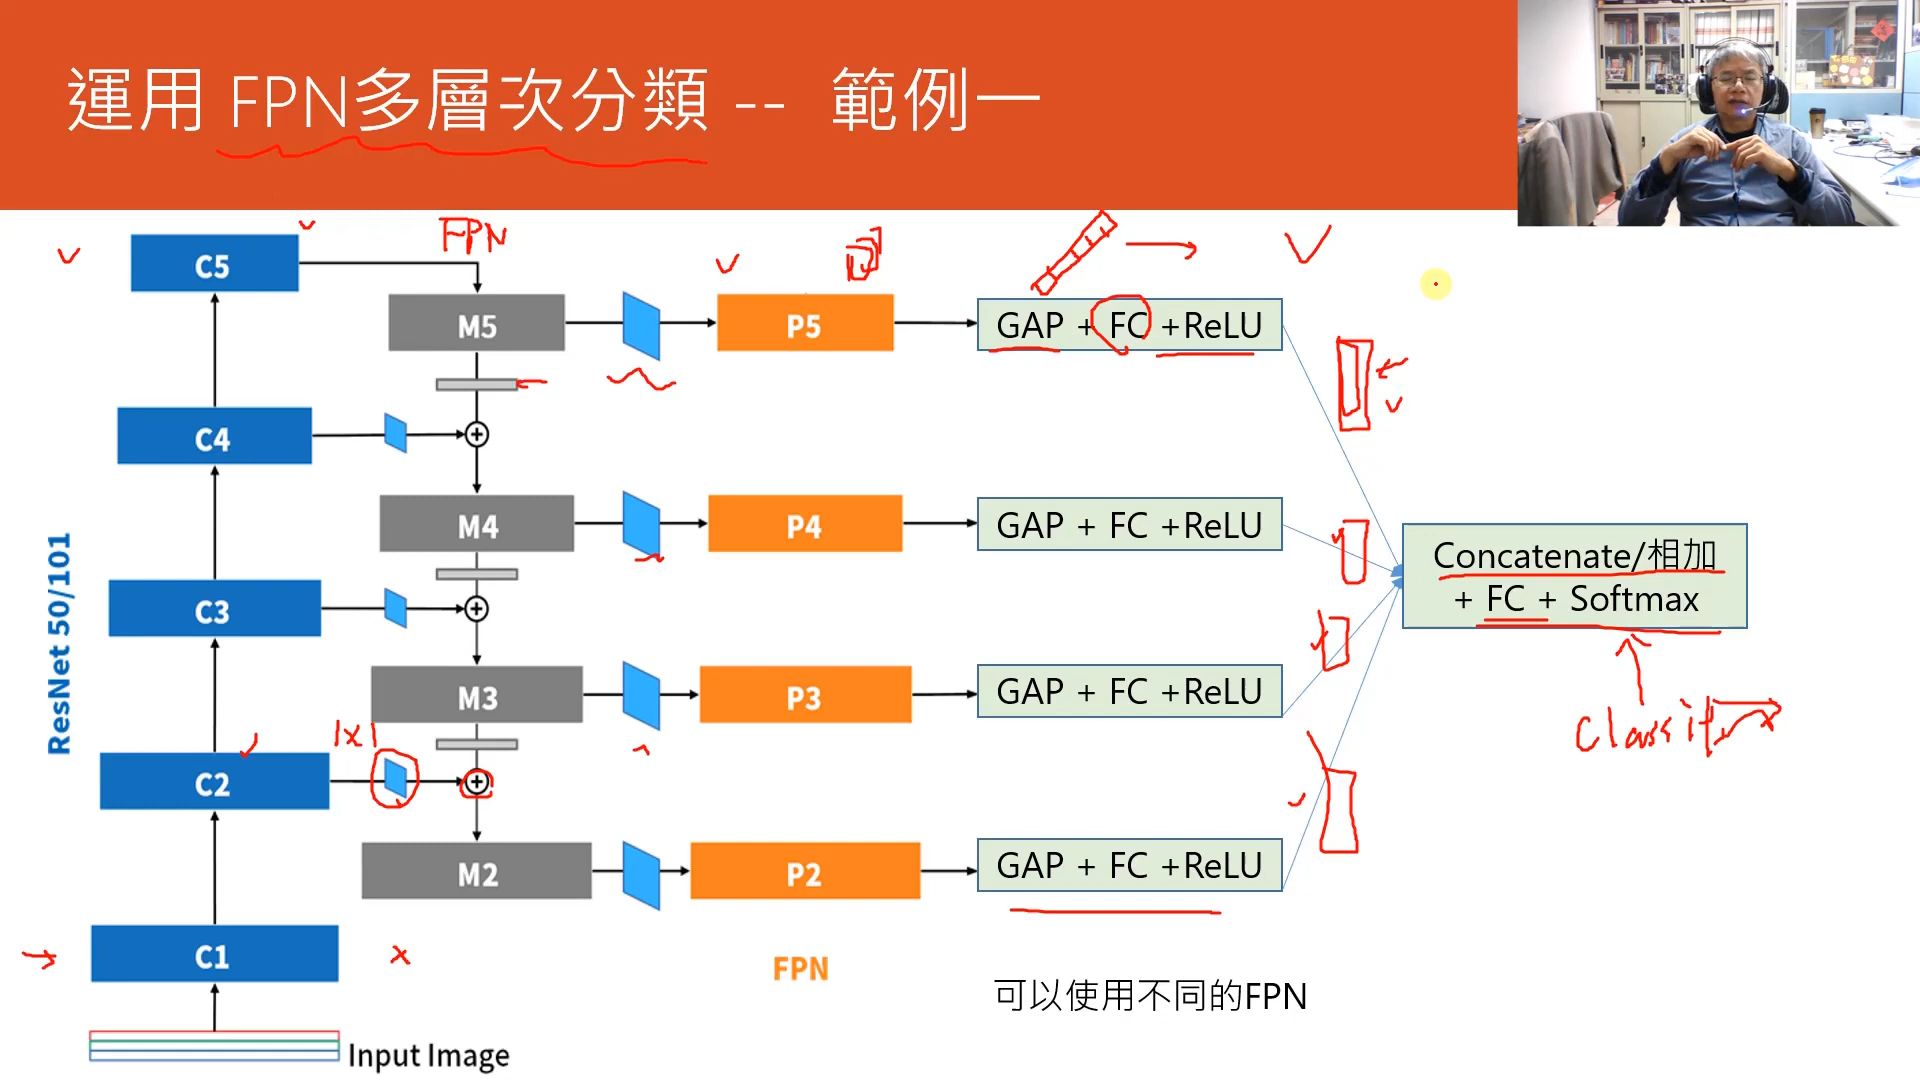 運用 FPN多層次分類 -- 範例一
FPN
C5
M5
P5
GAP + FC +ReLU
C4
M4
P4
GAP + FC +ReLU
Concatenate/相加
+ FC + Softmax
ResNet 50/101
C3
M3
P3
GAP + FC +ReLU
1x1
C2
M2
P2
GAP + FC +ReLU
C1
x
FPN
可以使用不同的FPN
Input Image